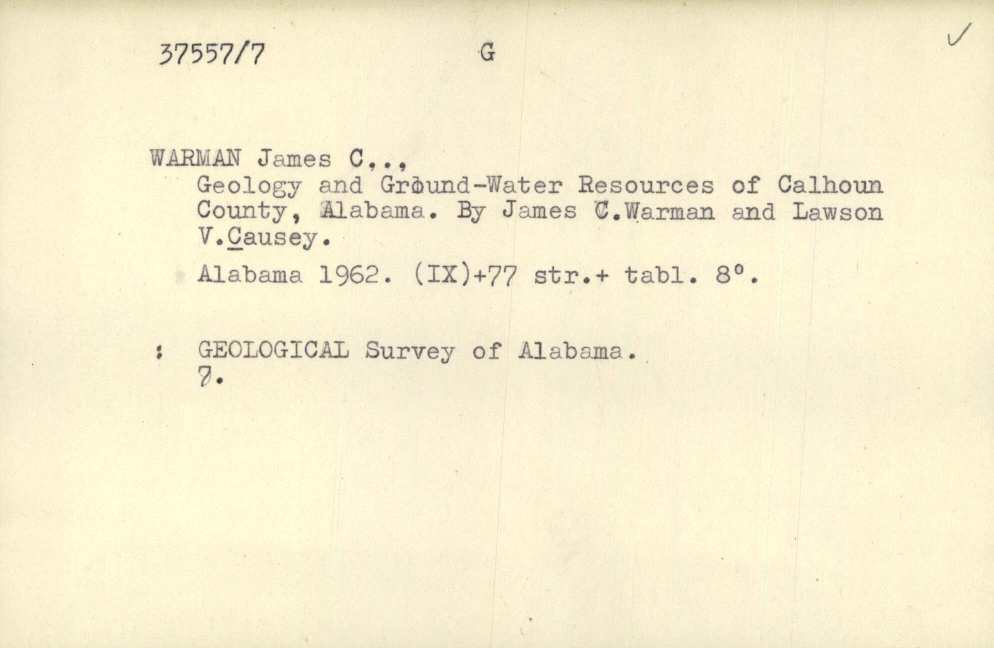 37557/7 G
WARMAN James C.,,
Geology and Ground-Water Resources of Calhoun
County, Alabama. By James C.Warman and Lawson
V.Causey.
Alabama 1962. (IX)+77 str.+ tabl. 8°.
: GEOLOGICAL Survey of Alabama.
7.